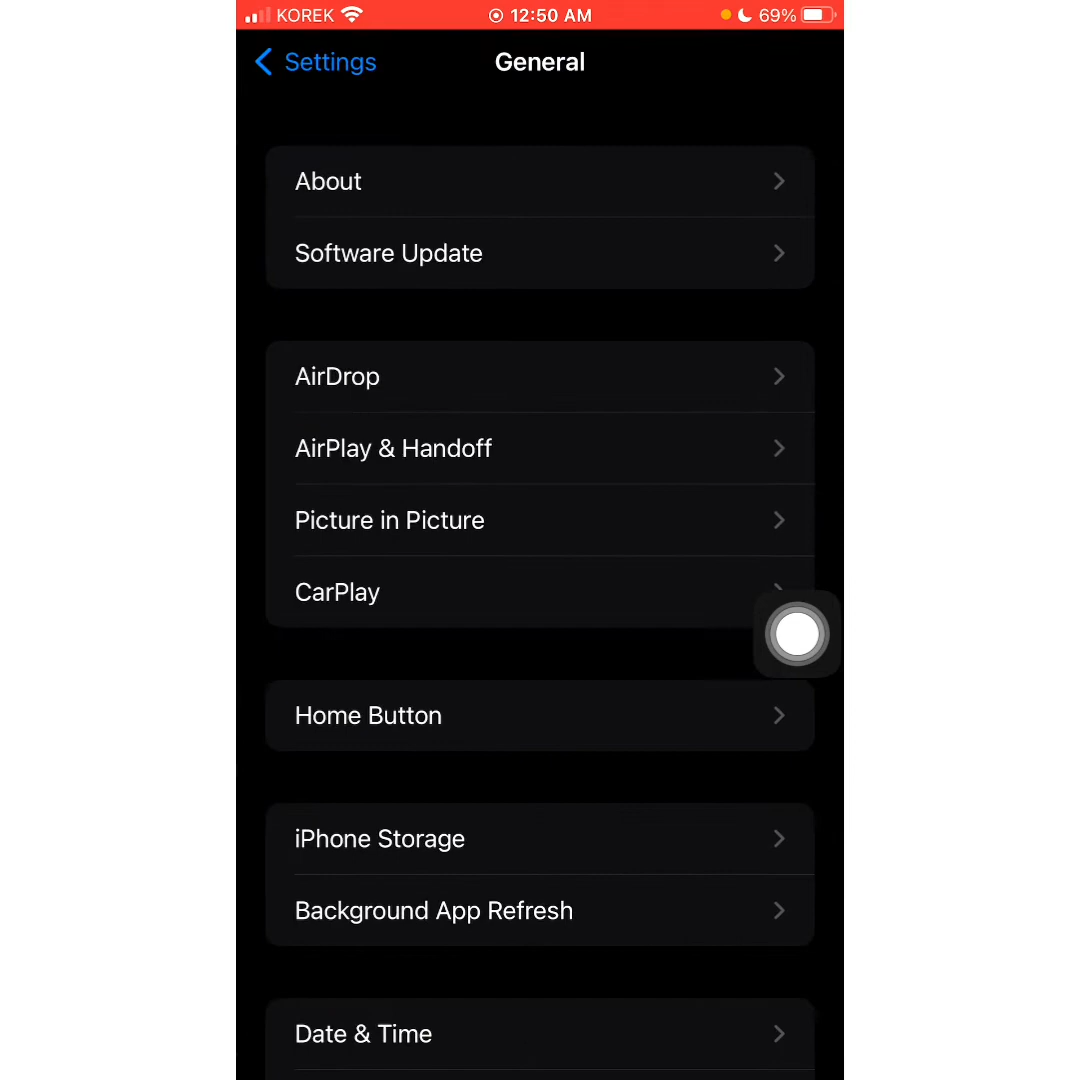 KOREK 12:50 AM 69%
Settings General
About
Software Update
AirDrop
AirPlay & Handoff
Picture in Picture
CarPlay
Home Button
iPhone Storage
Background App Refresh
Date & Time